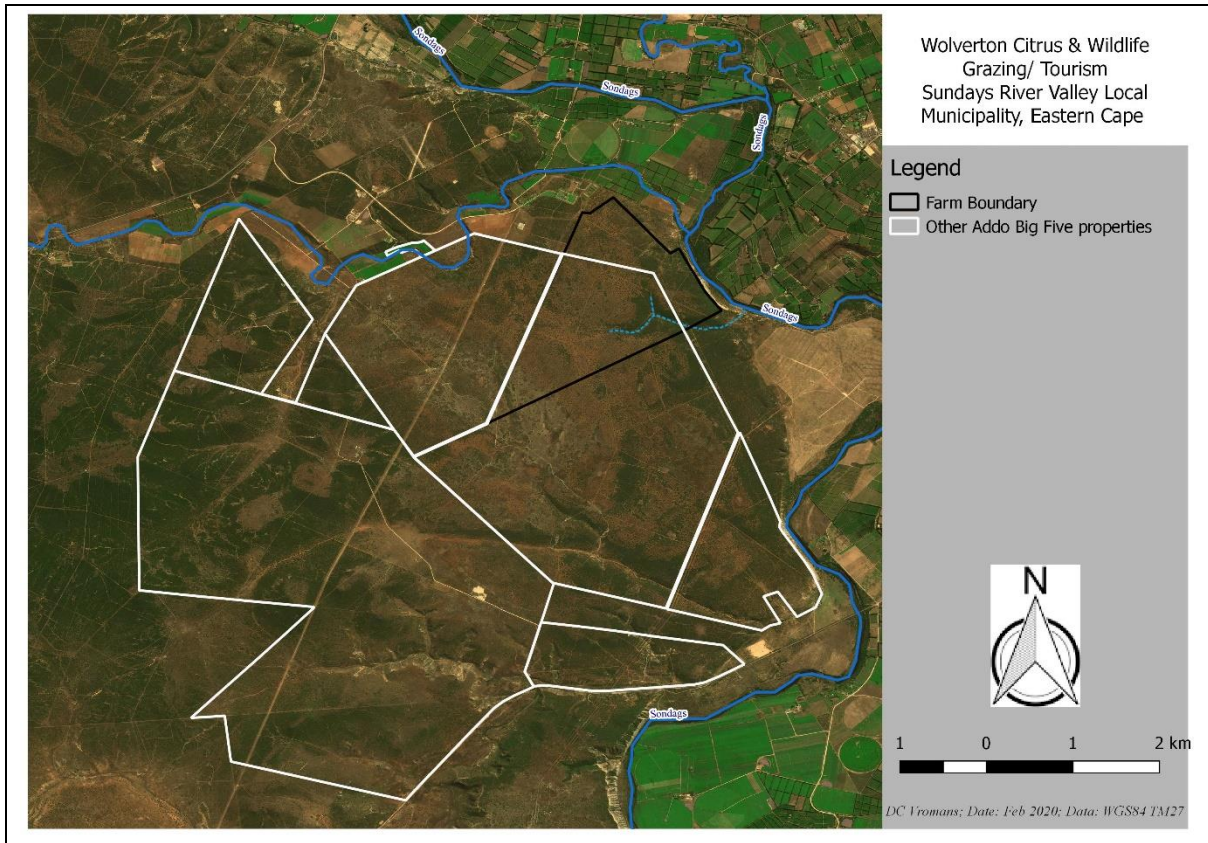 Wolverton Citrus & Wildlife
Grazing/ Tourism
Sundays River Valley Local
Municipality, Eastern Cape
Legend
Farm Boundary
Other Addo Big Five properties
Sondags
Sondags
Sondags
Sondags
Sondags
N
1 0 1 2 km
DC Vromans; Date: Feb 2020; Data: WGS84 TM27